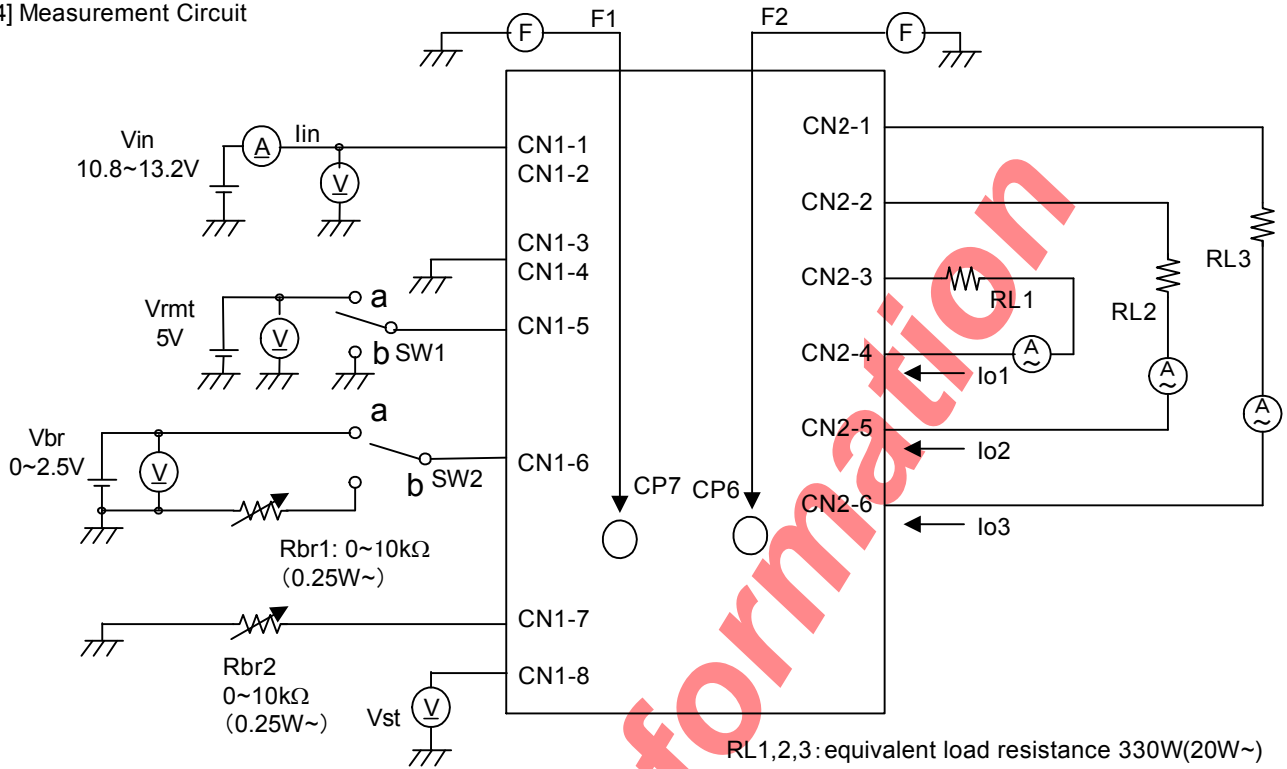 4] Measurement Circuit
F
F1
F2
F
Vin
10.8~13.2V
A
Iin
V
CN1-1
CN1-2
CN1-3
CN1-4
Vrmt
5V
V
a
b
SW1
CN1-5
Vbr
0~2.5V
V
a
b
SW2
CN1-6
Rbr1: 0~10kΩ
(0.25W~)
CN1-7
Rbr2
0~10kΩ
(0.25W~)
CN1-8
Vst
V
CP7
CP6
CN2-1
CN2-2
CN2-3
CN2-4
CN2-5
CN2-6
RL1
RL2
RL3
A
~
A
~
A
~
Io1
Io2
Io3
RL1,2,3:equivalent load resistance 330W(20W~)
formation